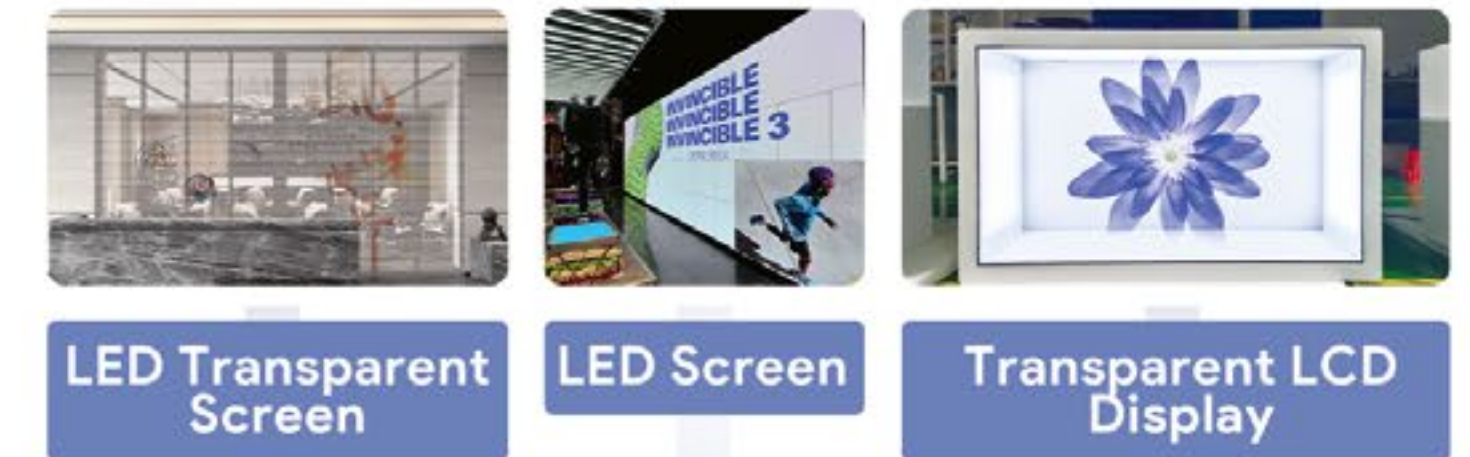 INVINCIBLE
INVINCIBLE
INVINCIBLE 3
LED Transparent
Screen
LED Screen
Transparent LCD
Display